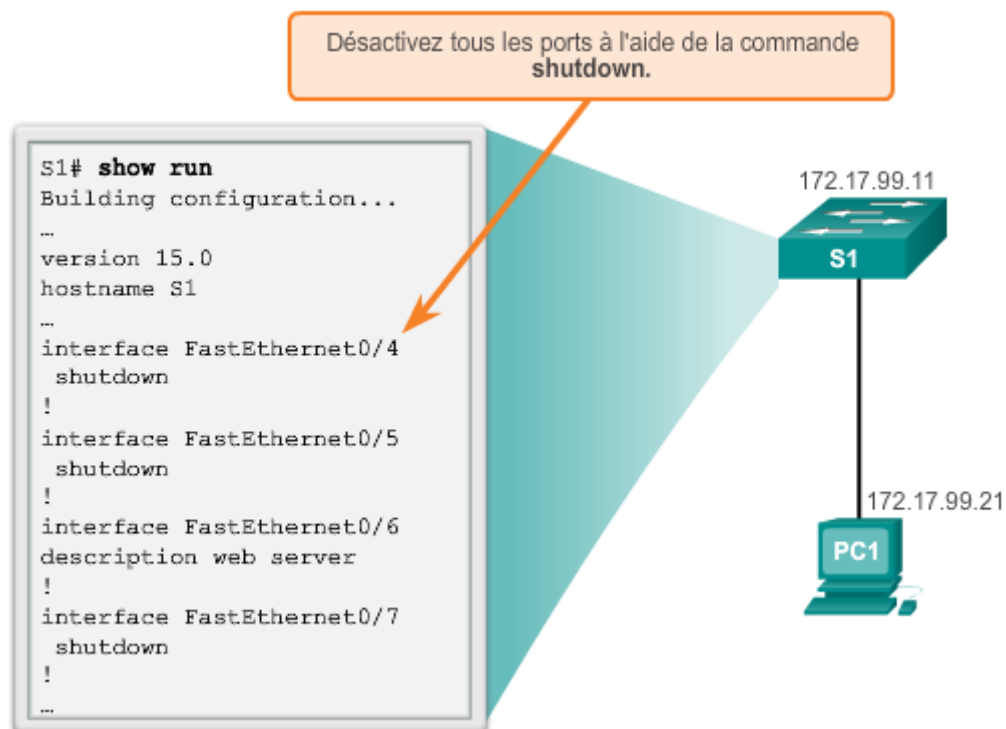 Désactivez tous les ports à l'aide de la commande
shutdown.
S1# show run
Building configuration...
…
version 15.0
hostname S1
…
interface FastEthernet0/4
 shutdown
!
interface FastEthernet0/5
 shutdown
!
interface FastEthernet0/6
description web server
!
interface FastEthernet0/7
 shutdown
!
…
172.17.99.11
S1
172.17.99.21
PC1